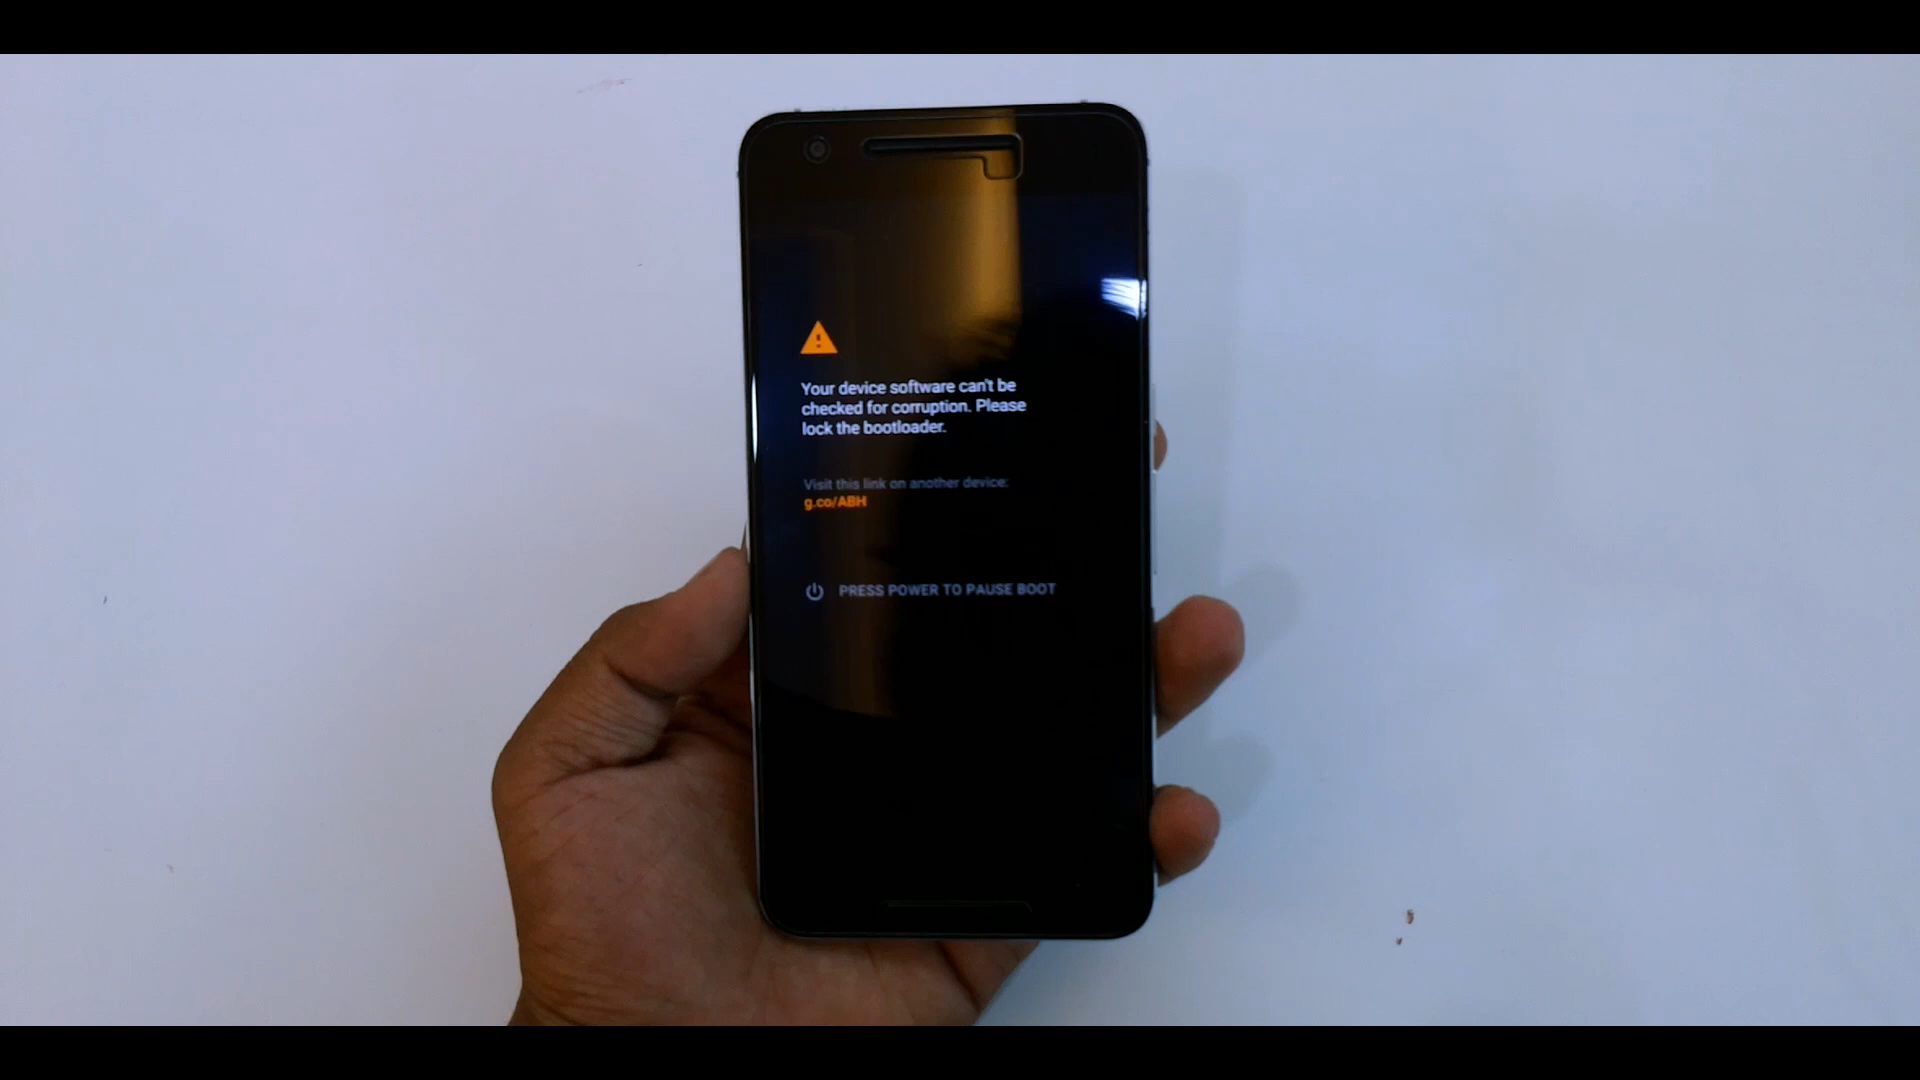 Your device software can't be
checked for corruption. Please
lock the bootloader.
Visit this link on another device:
g.co/ABH
PRESS POWER TO PAUSE BOOT